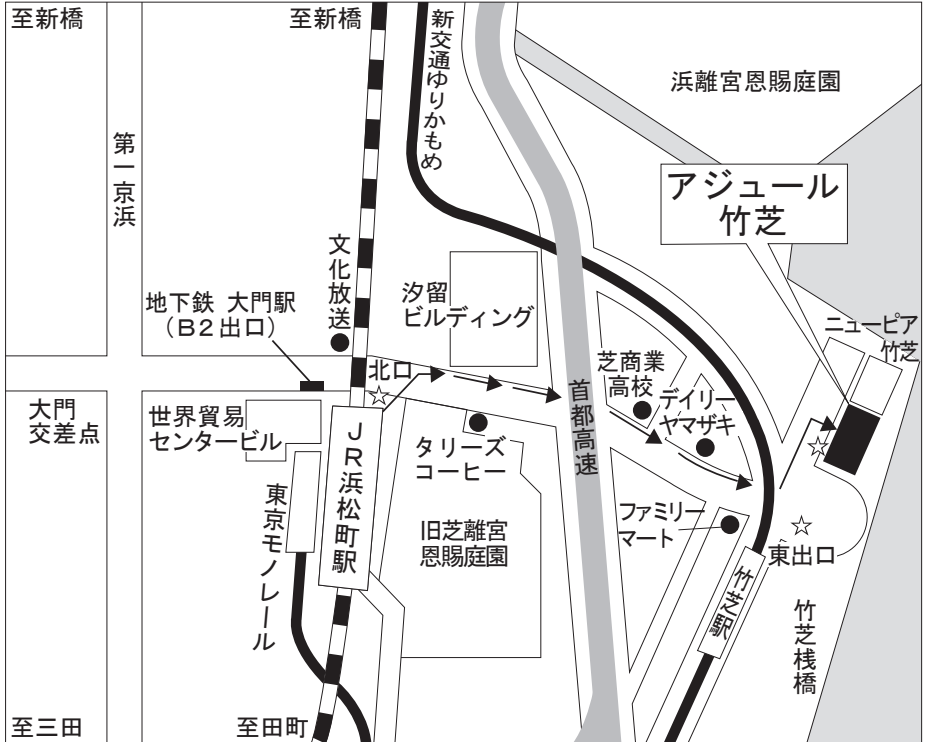 至新橋
至新橋
新交通ゆりかもめ
浜離宮恩賜庭園
第一京浜
アジュール
竹芝
文化放送
汐留
ビルディング
地下鉄 大門駅
（B2出口）
ニューピア
竹芝
北口
芝商業
高校
首都高速
デイリー
ヤマザキ
大門
交差点
世界貿易
センタービル
JR浜松町駅
タリーズ
コーヒー
東京モノレール
旧芝離宮
恩賜庭園
ファミリー
マート
東出口
竹芝駅
竹芝桟橋
至三田
至田町